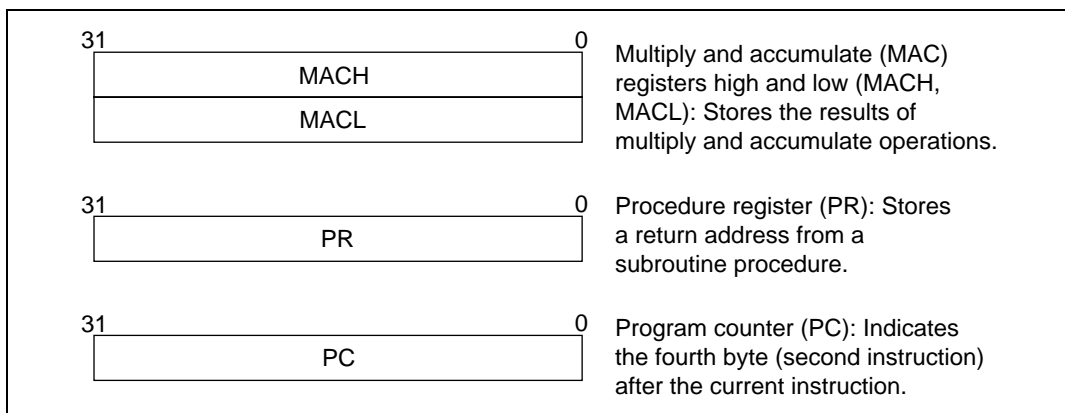 31 0
MACH
MACL
Multiply and accumulate (MAC)
registers high and low (MACH,
MACL): Stores the results of
multiply and accumulate operations.
31 0
PR
Procedure register (PR): Stores
a return address from a
subroutine procedure.
31 0
PC
Program counter (PC): Indicates
the fourth byte (second instruction)
after the current instruction.